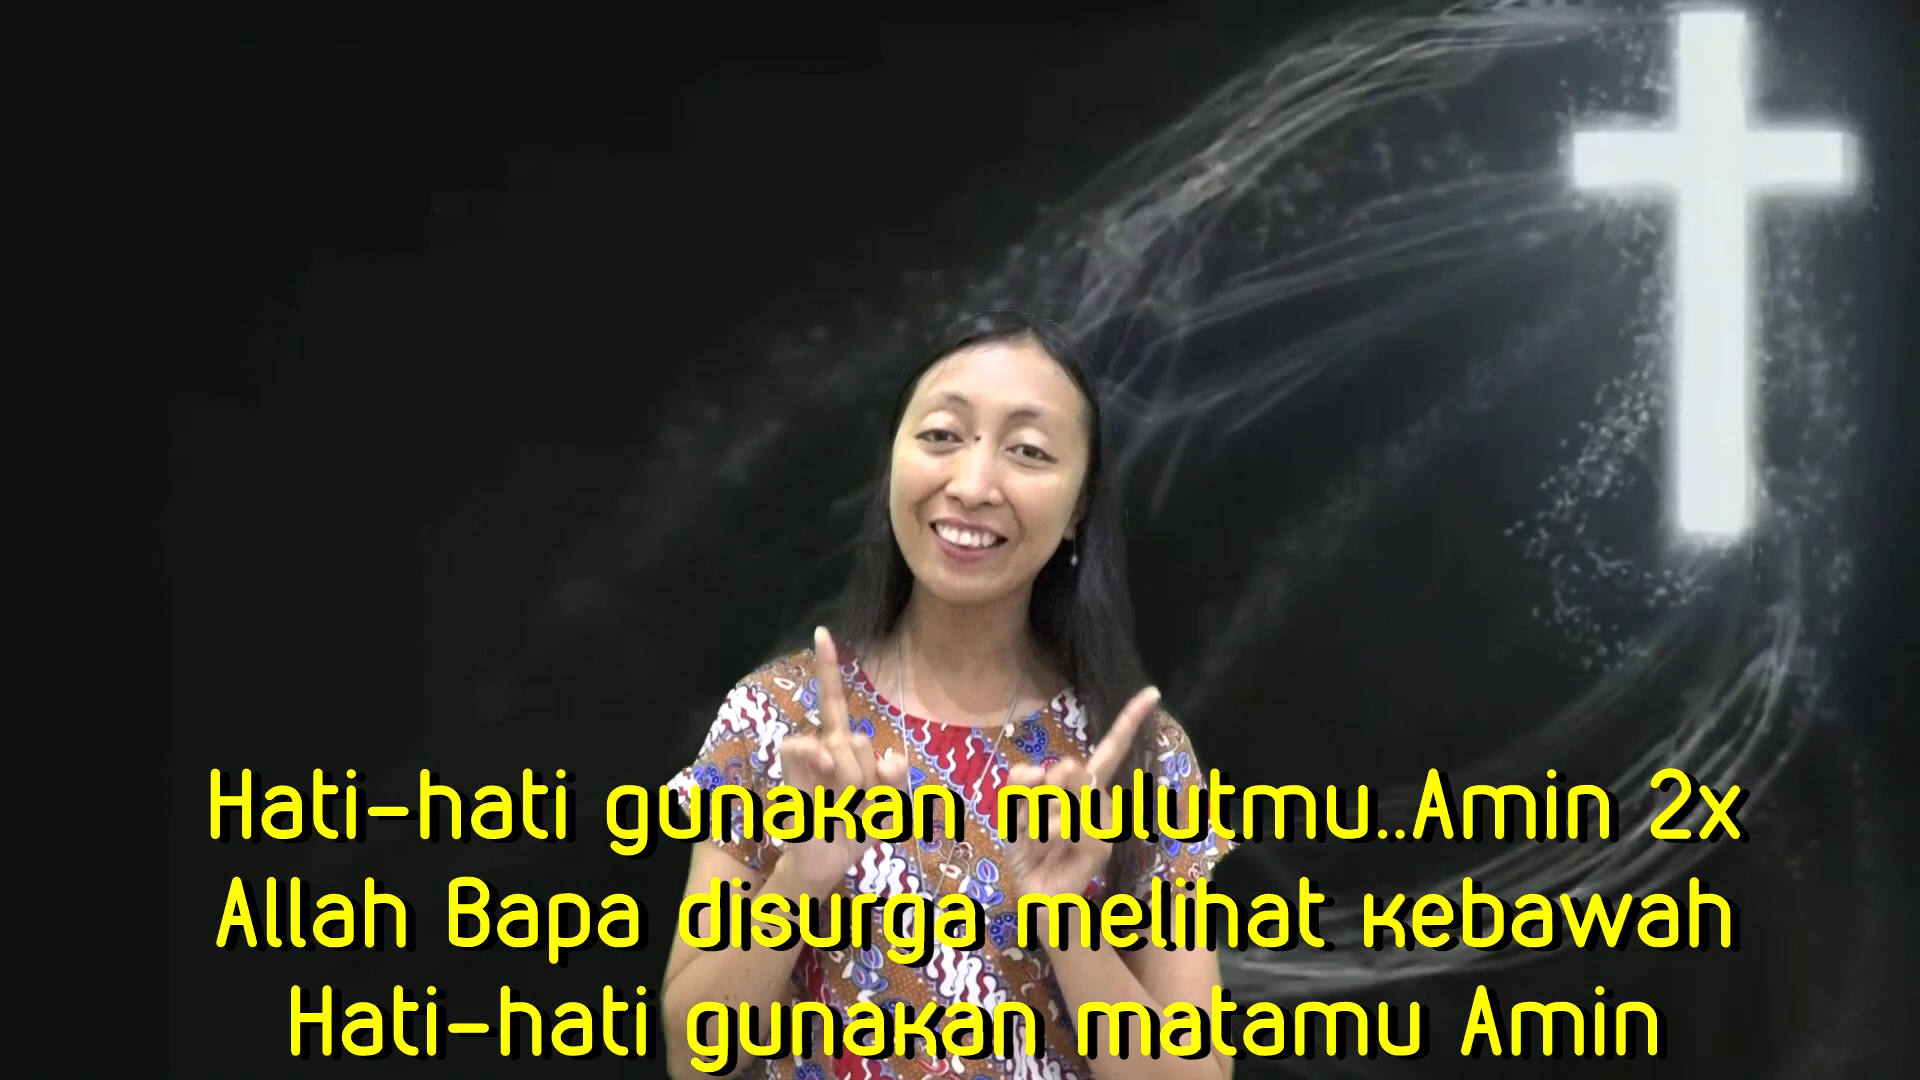 Hati-hati gunakan mulutmu..Amin 2x
Allah Bapa disurga melihat kebawah
Hati-hati gunakan matamu Amin